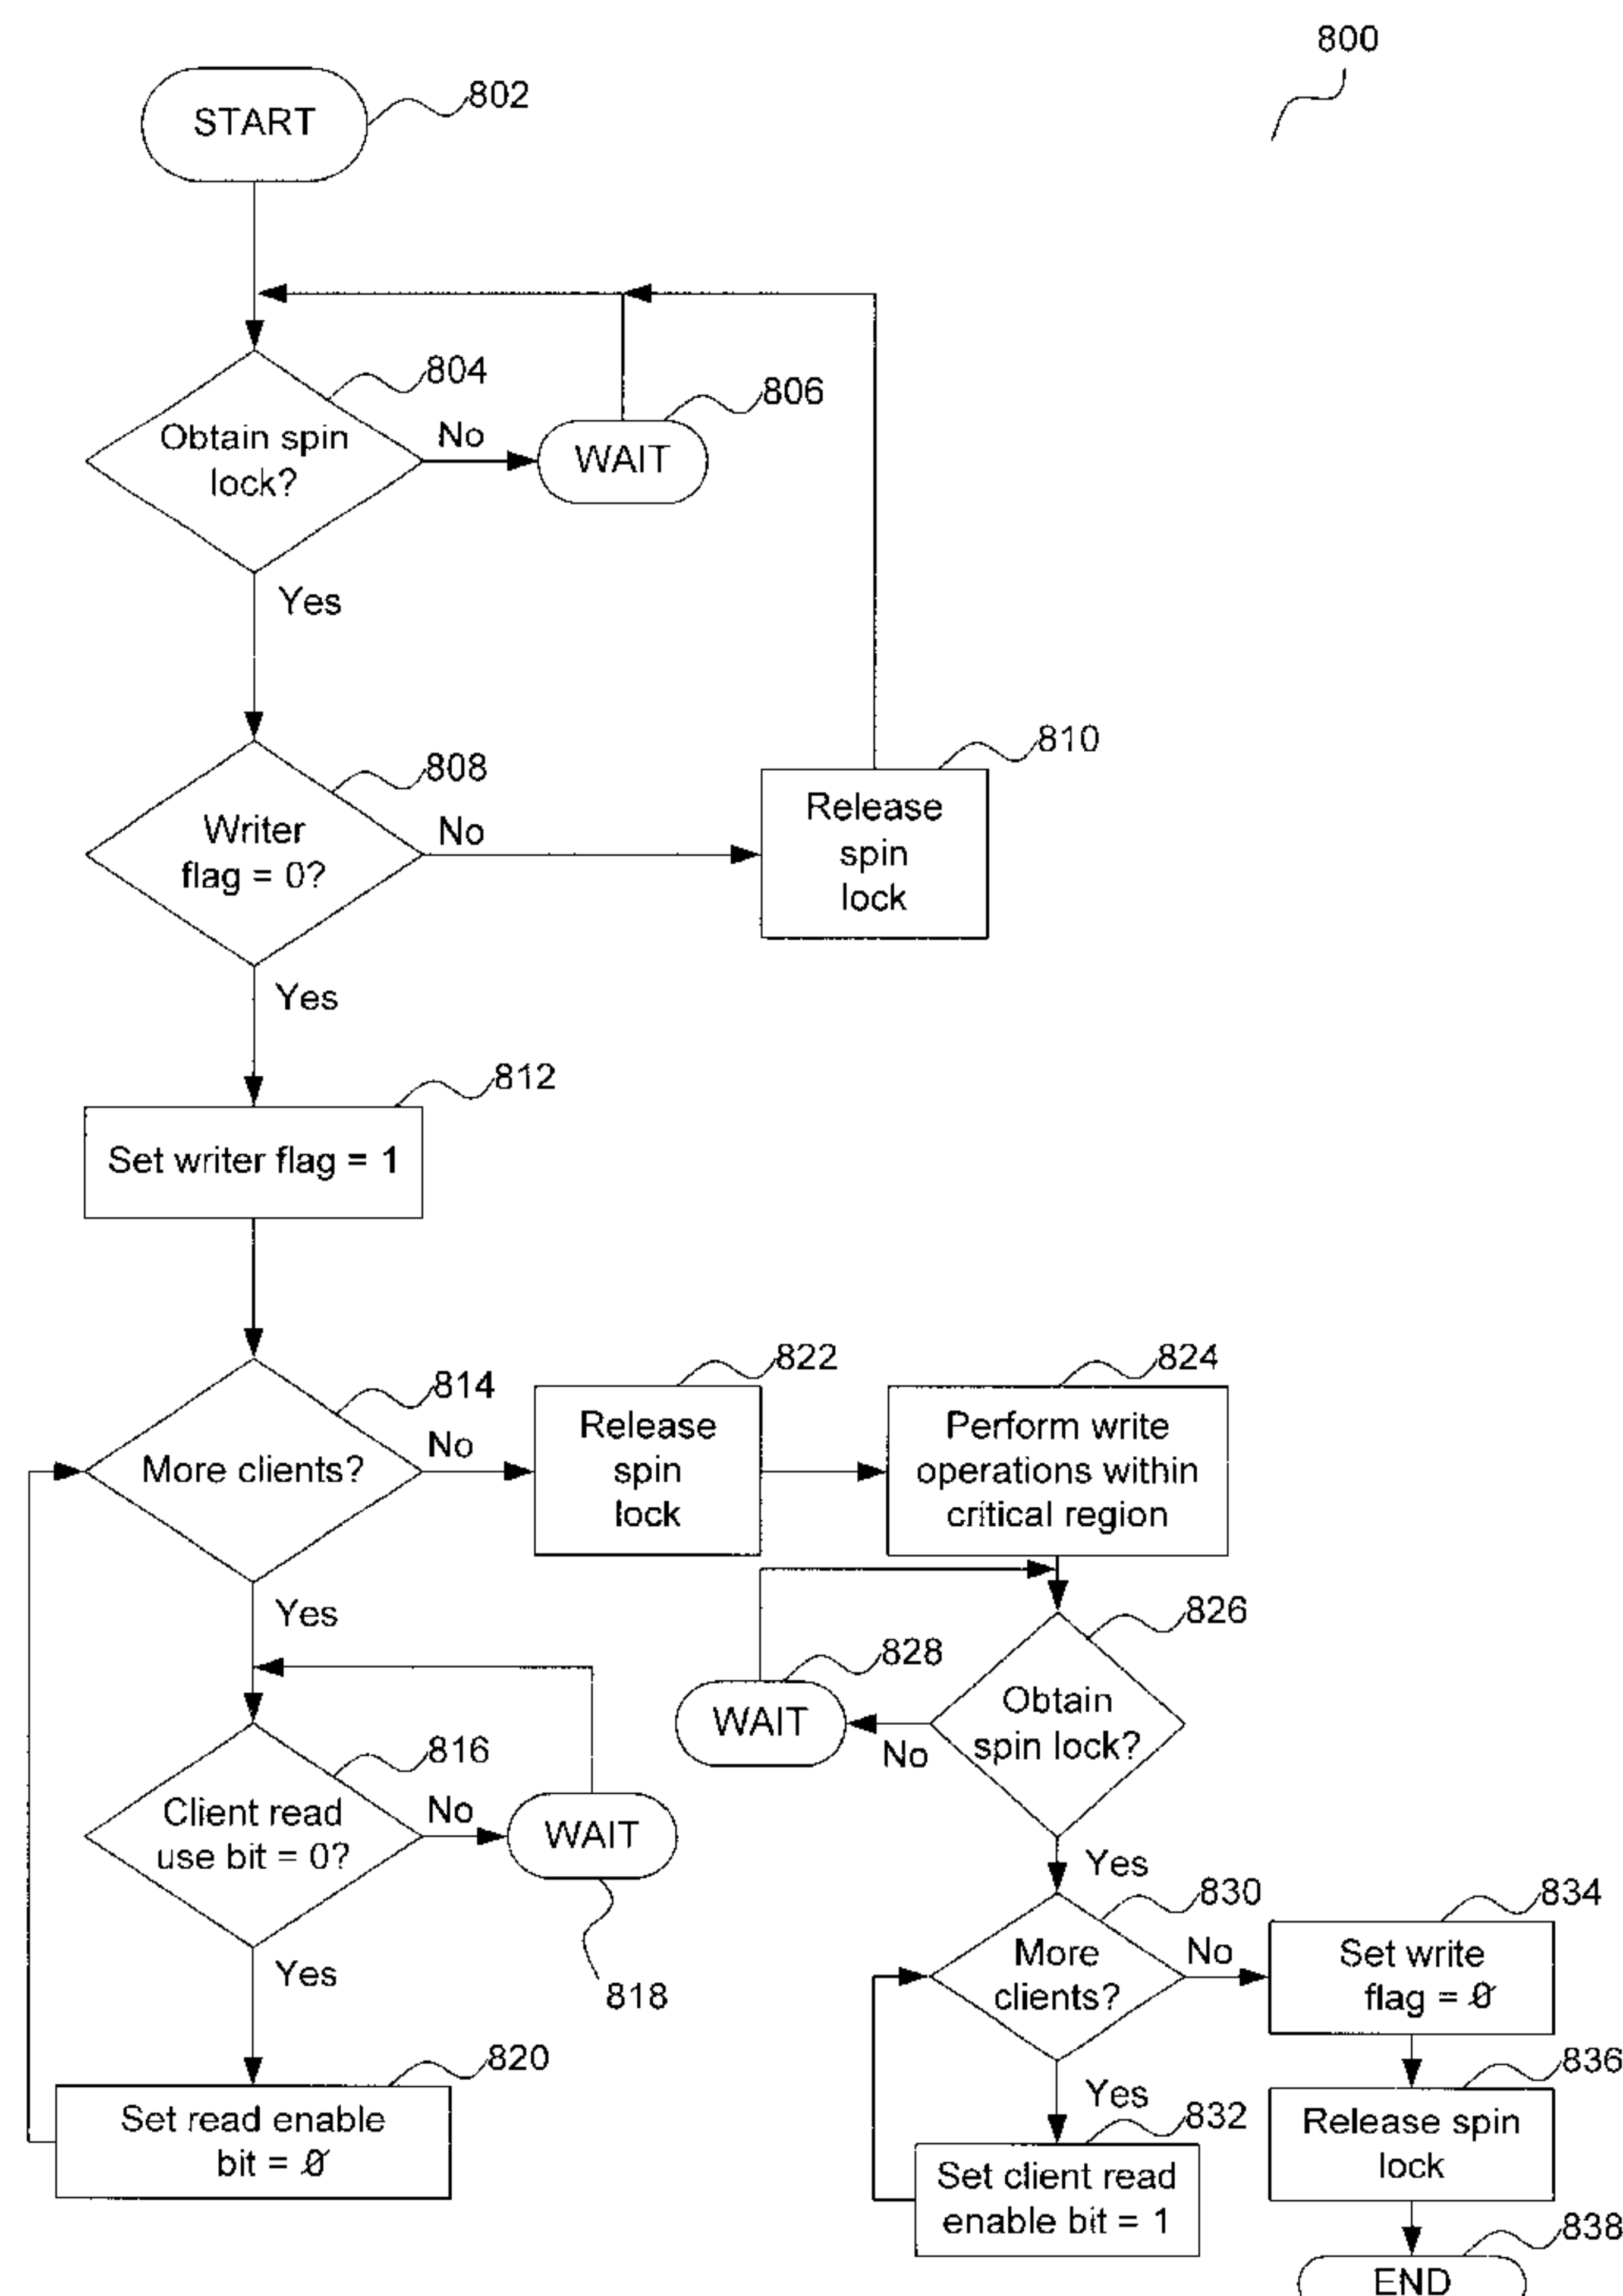 800
START
802
804
Obtain spin
lock?
No
WAIT
806
Yes
808
Writer
flag = 0?
No
810
Release
spin
lock
Yes
812
Set writer flag = 1
814
More clients?
No
822
Release
spin
lock
824
Perform write
operations within
critical region
Yes
826
Obtain
spin lock?
828
WAIT
No
816
Client read
use bit = 0?
No
WAIT
818
Yes
Yes
830
More
clients?
No
834
Set write
flag = 0
820
Set read enable
bit = 0
Yes
832
Set client read
enable bit = 1
836
Release spin
lock
838
END